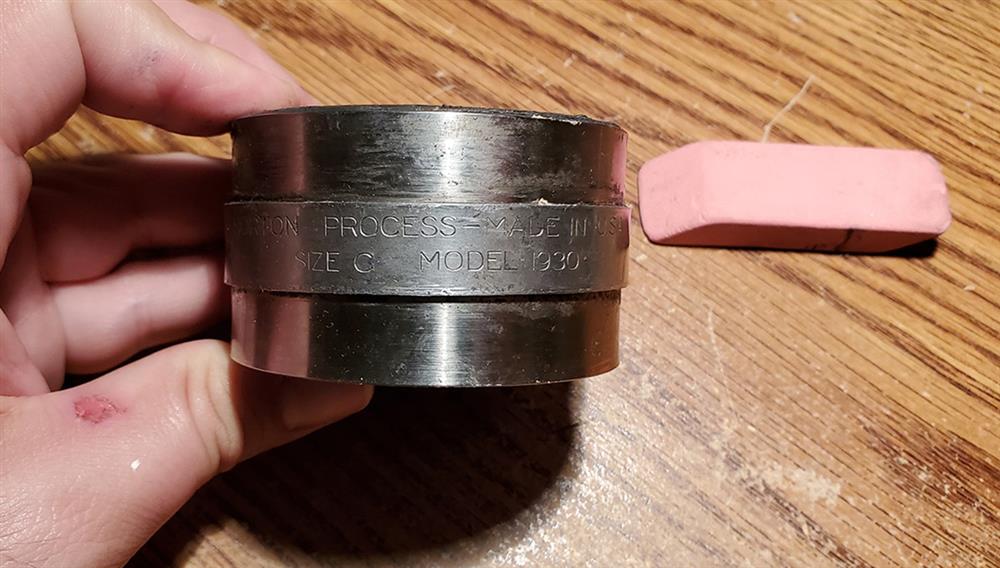 PROCESS - MADE IN USA
SIZE G MODEL · 1930 ·